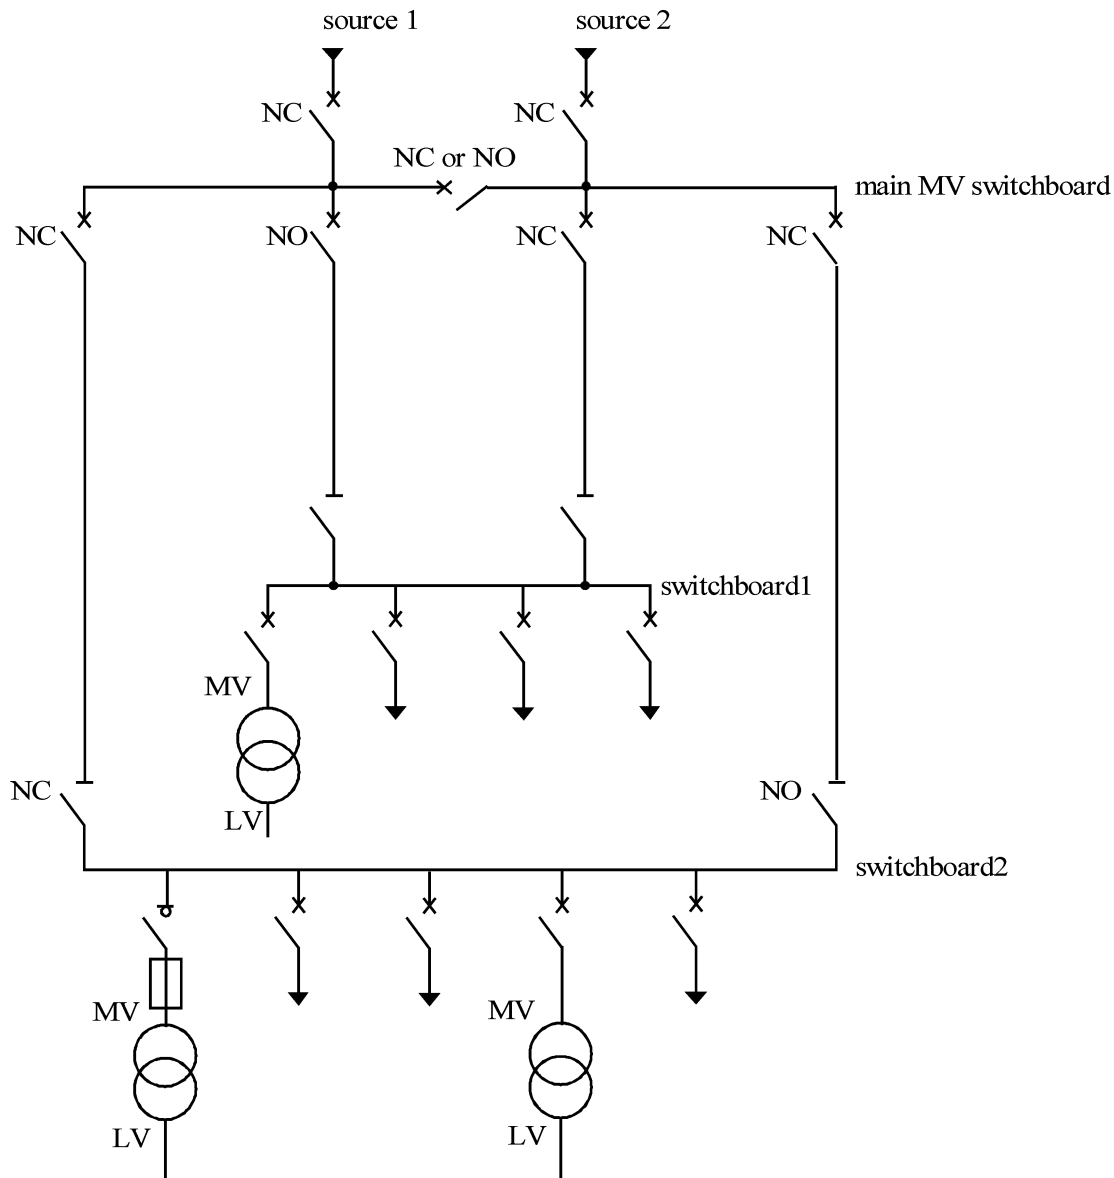 source 1
source 2
NC
NC
NC or NO
main MV switchboard
NC
NO
NC
NC
switchboard1
MV
LV
NC
NO
switchboard2
MV
MV
LV
LV